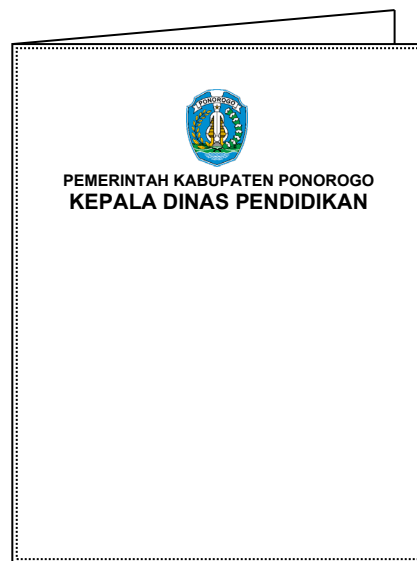 PONOROGO
PEMERINTAH KABUPATEN PONOROGO
KEPALA DINAS PENDIDIKAN